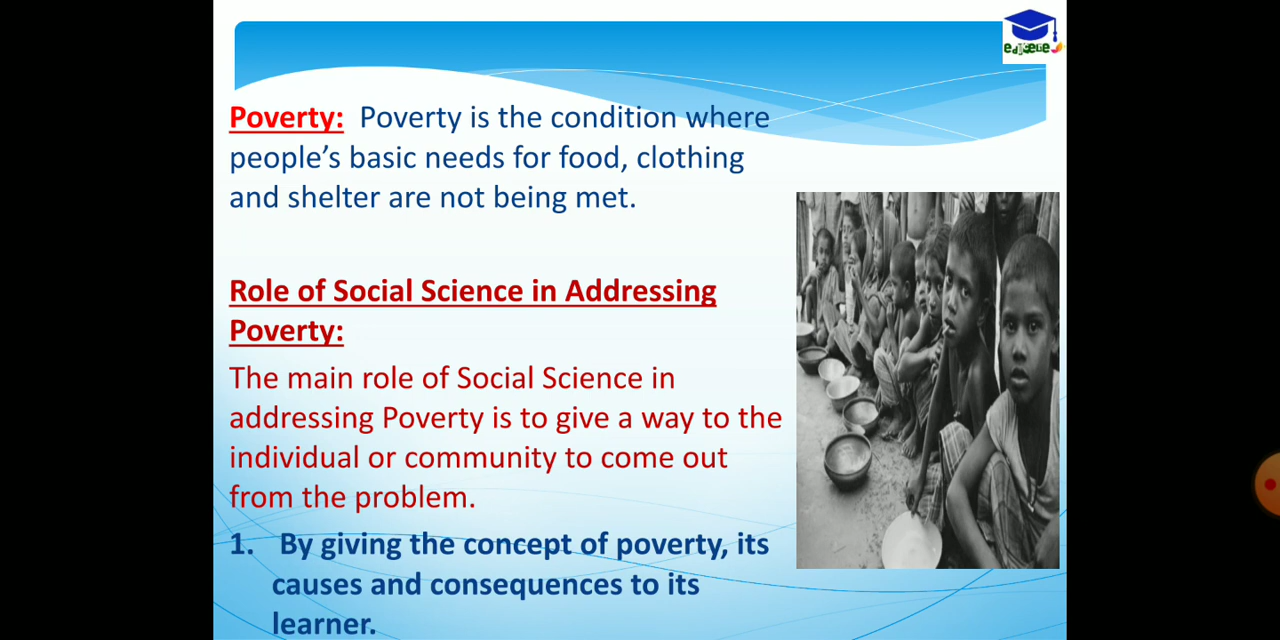 eduselie
Poverty: Poverty is the condition where
people's basic needs for food, clothing
and shelter are not being met.
Role of Social Science in Addressing
Poverty:
The main role of Social Science in
addressing Poverty is to give a way to the
individual or community to come out
from the problem.
1. By giving the concept of poverty, its
causes and consequences to its
learner.